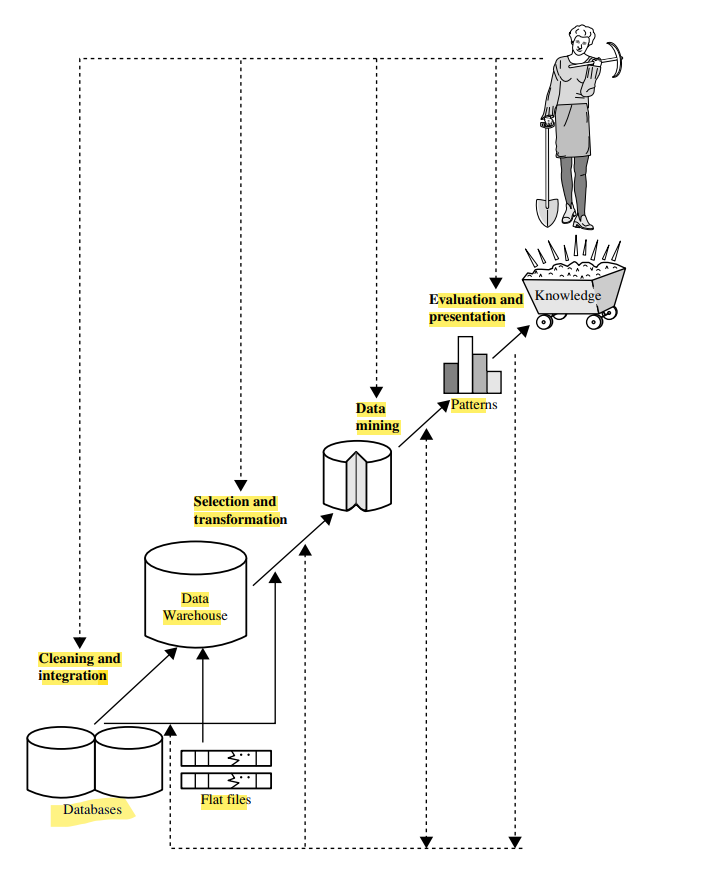 Evaluation and
presentation
Knowledge
Patterns
Data
mining
Selection and
transformation
Data
Warehouse
Cleaning and
integration
Databases
Flat files